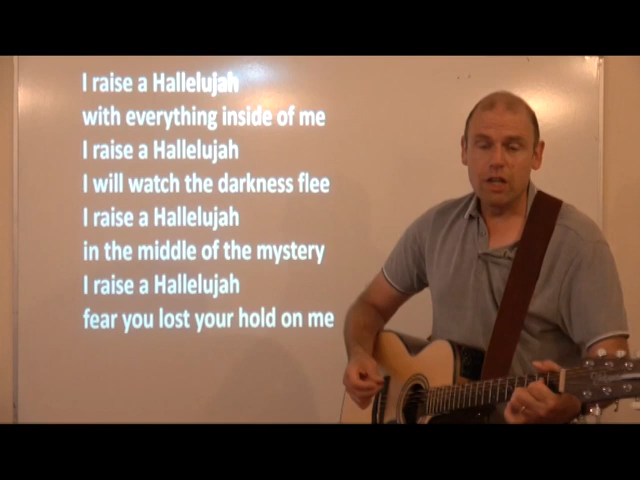 I raise a Hallelujah
with everything inside of me
I raise a Hallelujah
I will watch the darkness flee
I raise a Hallelujah
in the middle of the mystery
I raise a Hallelujah
fear you lost your hold on me